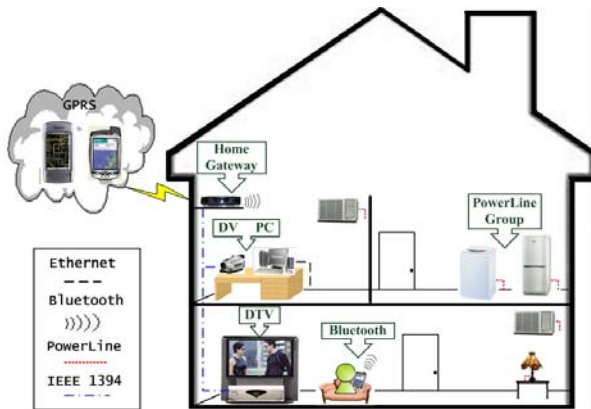 GPRS
Home
Gateway
DV PC
PowerLine
Group
Ethernet
Bluetooth
PowerLine
IEEE 1394
DTV
Bluetooth